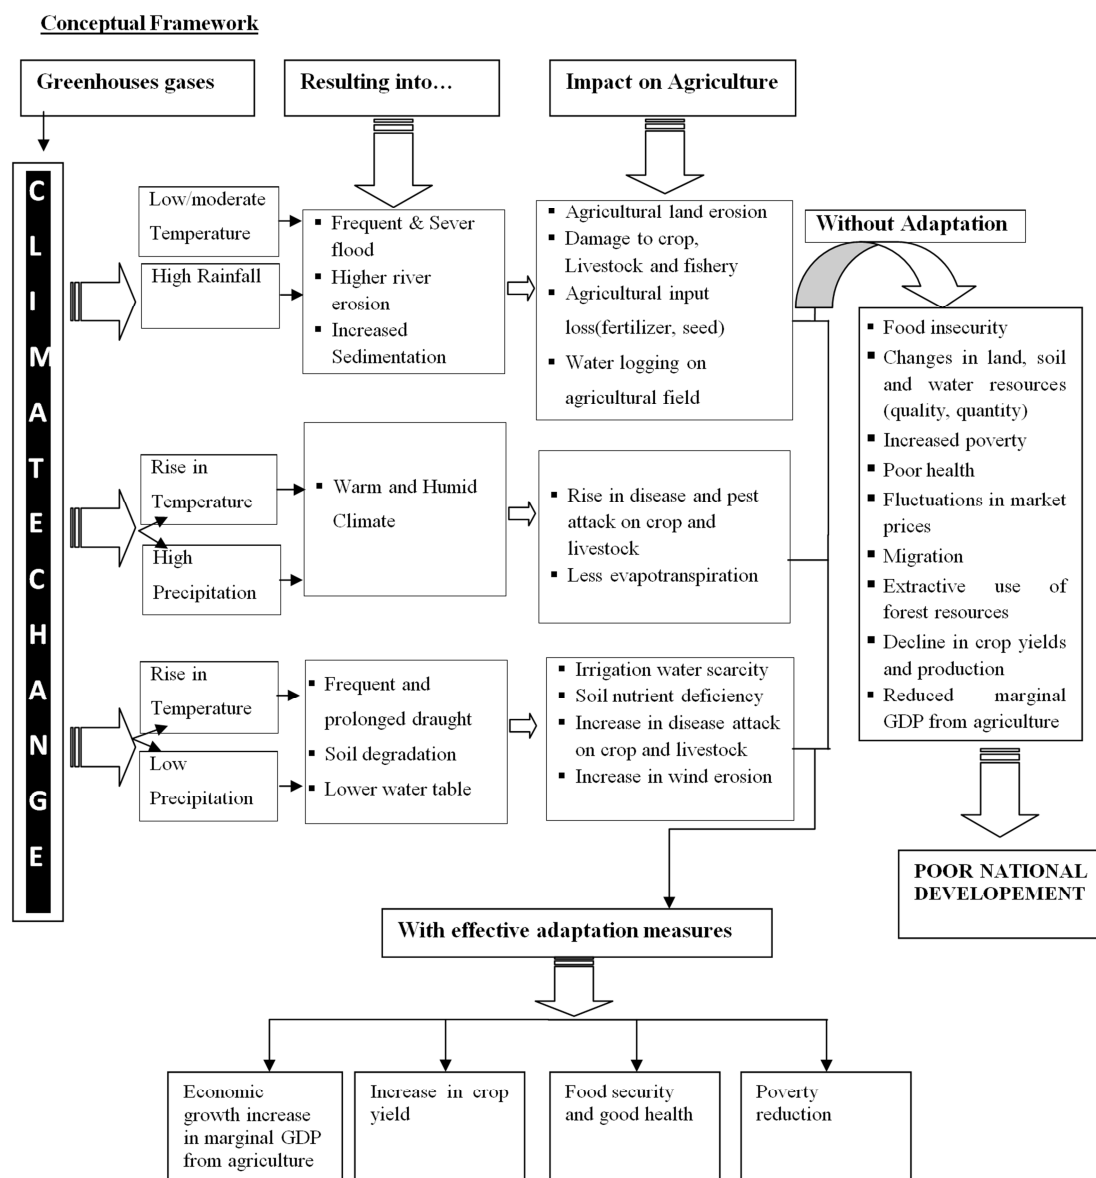 Conceptual Framework
Greenhouses gases
Resulting into...
Impact on Agriculture
CLIMATE CHANGE
Low/moderate
Temperature
High Rainfall
▪ Frequent & Sever
flood
▪ Higher river
erosion
▪ Increased
Sedimentation
▪ Agricultural land erosion
▪ Damage to crop,
Livestock and fishery
▪ Agricultural input
loss(fertilizer, seed)
▪ Water logging on
agricultural field
Without Adaptation
Rise in
Temperature
High
Precipitation
▪ Warm and Humid
Climate
▪ Rise in disease and pest
attack on crop and
livestock
▪ Less evapotranspiration
Rise in
Temperature
Low
Precipitation
▪ Frequent and
prolonged draught
▪ Soil degradation
▪ Lower water table
▪ Irrigation water scarcity
▪ Soil nutrient deficiency
▪ Increase in disease attack
on crop and livestock
▪ Increase in wind erosion
▪ Food insecurity
▪ Changes in land, soil
and water resources
(quality, quantity)
▪ Increased poverty
▪ Poor health
▪ Fluctuations in market
prices
▪ Migration
▪ Extractive use of
forest resources
▪ Decline in crop yields
and production
▪ Reduced marginal
GDP from agriculture
POOR NATIONAL
DEVELOPEMENT
With effective adaptation measures
Economic
growth increase
in marginal GDP
from agriculture
Increase in crop
yield
Food security
and good health
Poverty
reduction